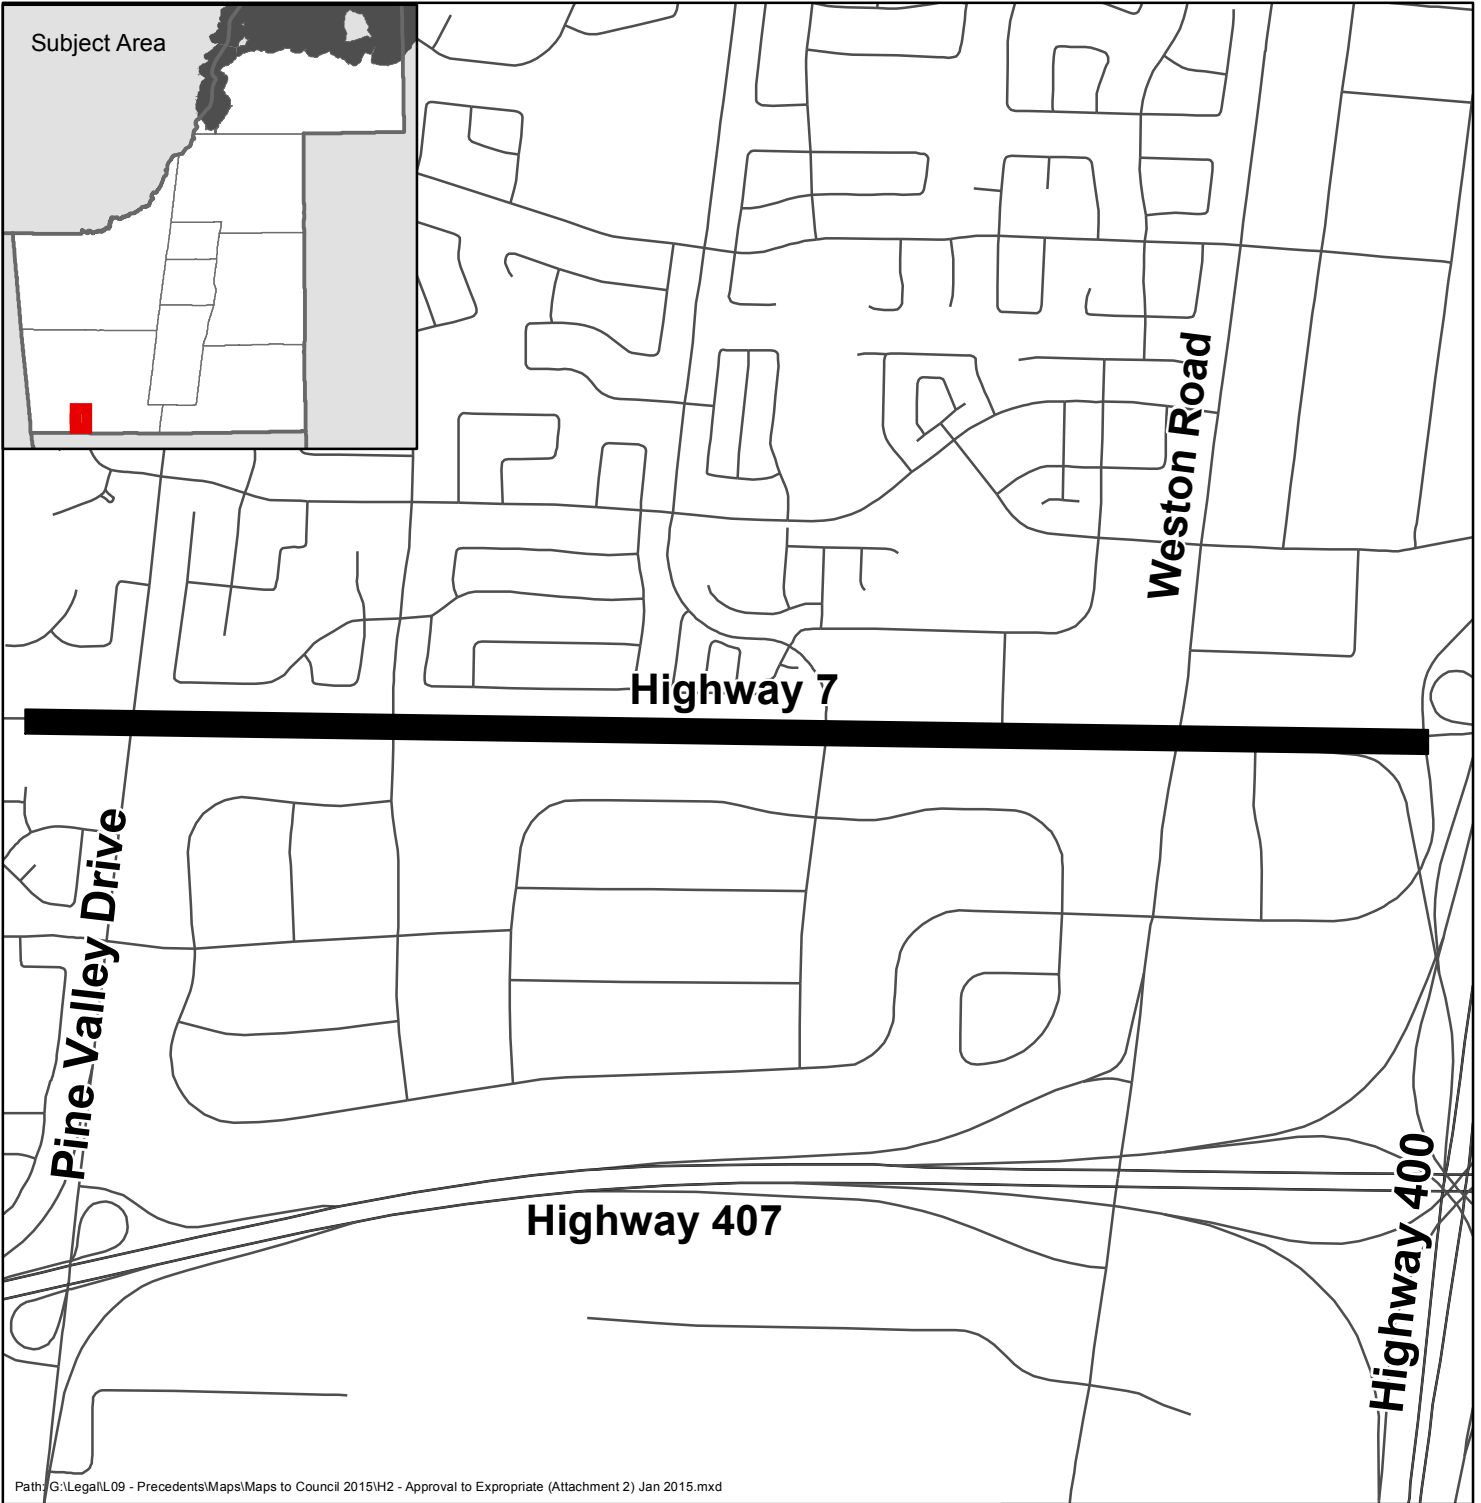 Subject Area
Weston Road
Highway 7
Pine Valley Drive
Highway 407
Highway 400
Path: G:\Legal\L09 - Precedents\Maps\Maps to Council 2015\H2 - Approval to Expropriate (Attachment 2) Jan 2015.mxd